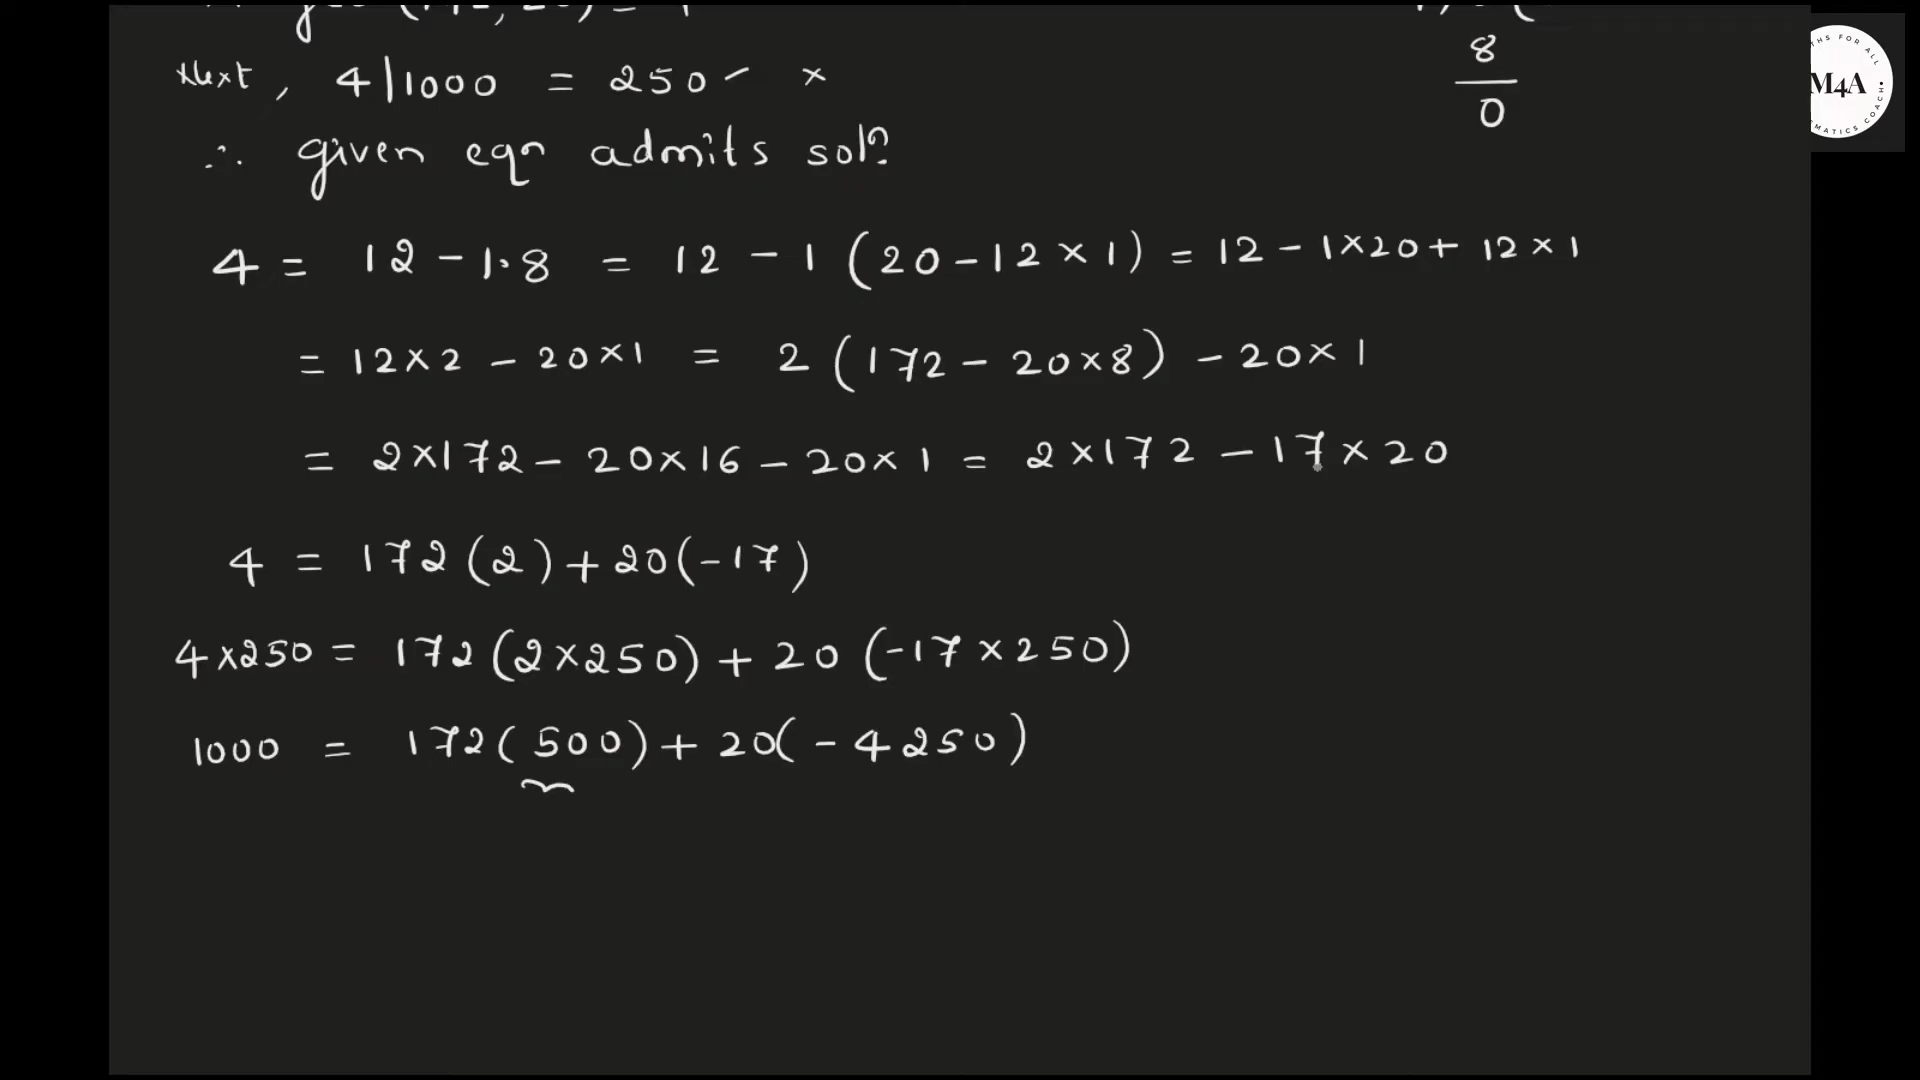 8
Next, 4|1000 = 250 - ×
0
∴ given eqn admits solⁿ
4 = 12 - 1·8 = 12 - 1 (20 - 12 × 1) = 12 - 1×20 + 12 × 1
= 12×2 - 20×1 = 2 (172 - 20×8) - 20×1
= 2×172 - 20×16 - 20×1 = 2×172 - 17×20
4 = 172(2) + 20(-17)
4×250 = 172(2×250) + 20(-17×250)
1000 = 172(500) + 20(-4250)
M4A